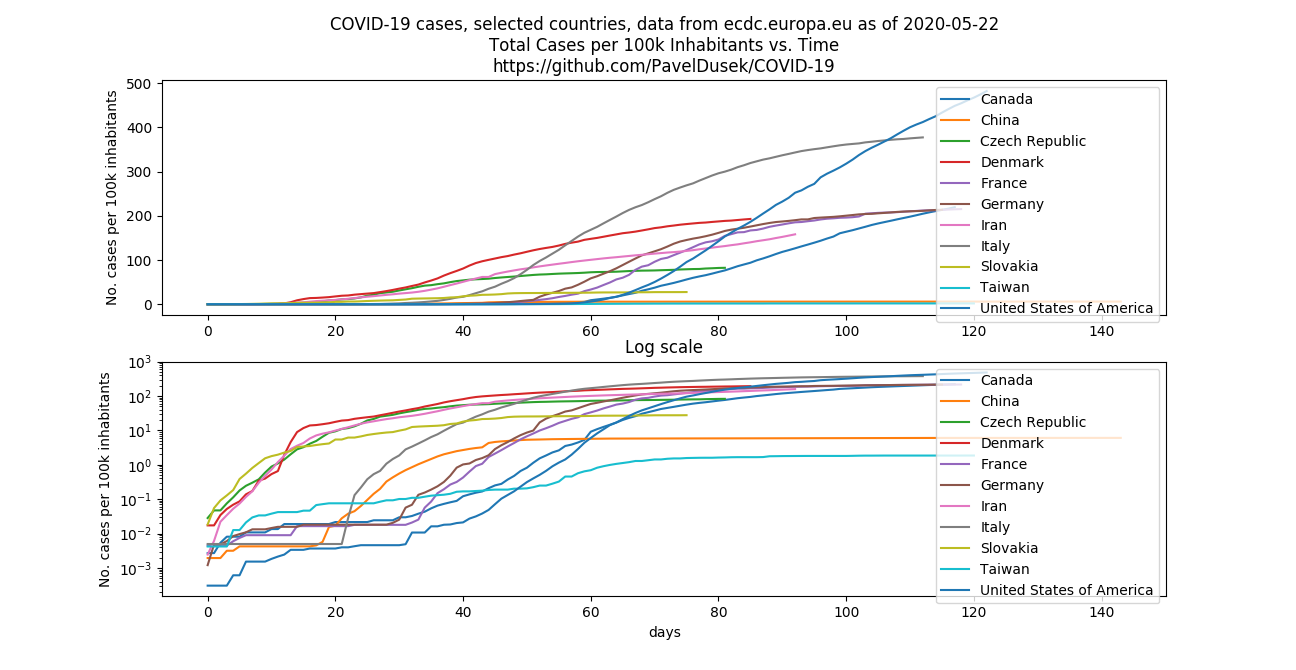 COVID-19 cases, selected countries, data from ecdc.europa.eu as of 2020-05-22
Total Cases per 100k Inhabitants vs. Time
https://github.com/PavelDusek/COVID-19
No. cases per 100k inhabitants
500
400
300
200
100
0
0 20 40 60 80 100 120 140
Canada
China
Czech Republic
Denmark
France
Germany
Iran
Italy
Slovakia
Taiwan
United States of America
Log scale
No. cases per 100k inhabitants
10³
10²
10¹
10⁰
10⁻¹
10⁻²
10⁻³
Canada
China
Czech Republic
Denmark
France
Germany
Iran
Italy
Slovakia
Taiwan
United States of America
0 20 40 60 80 100 120 140
days